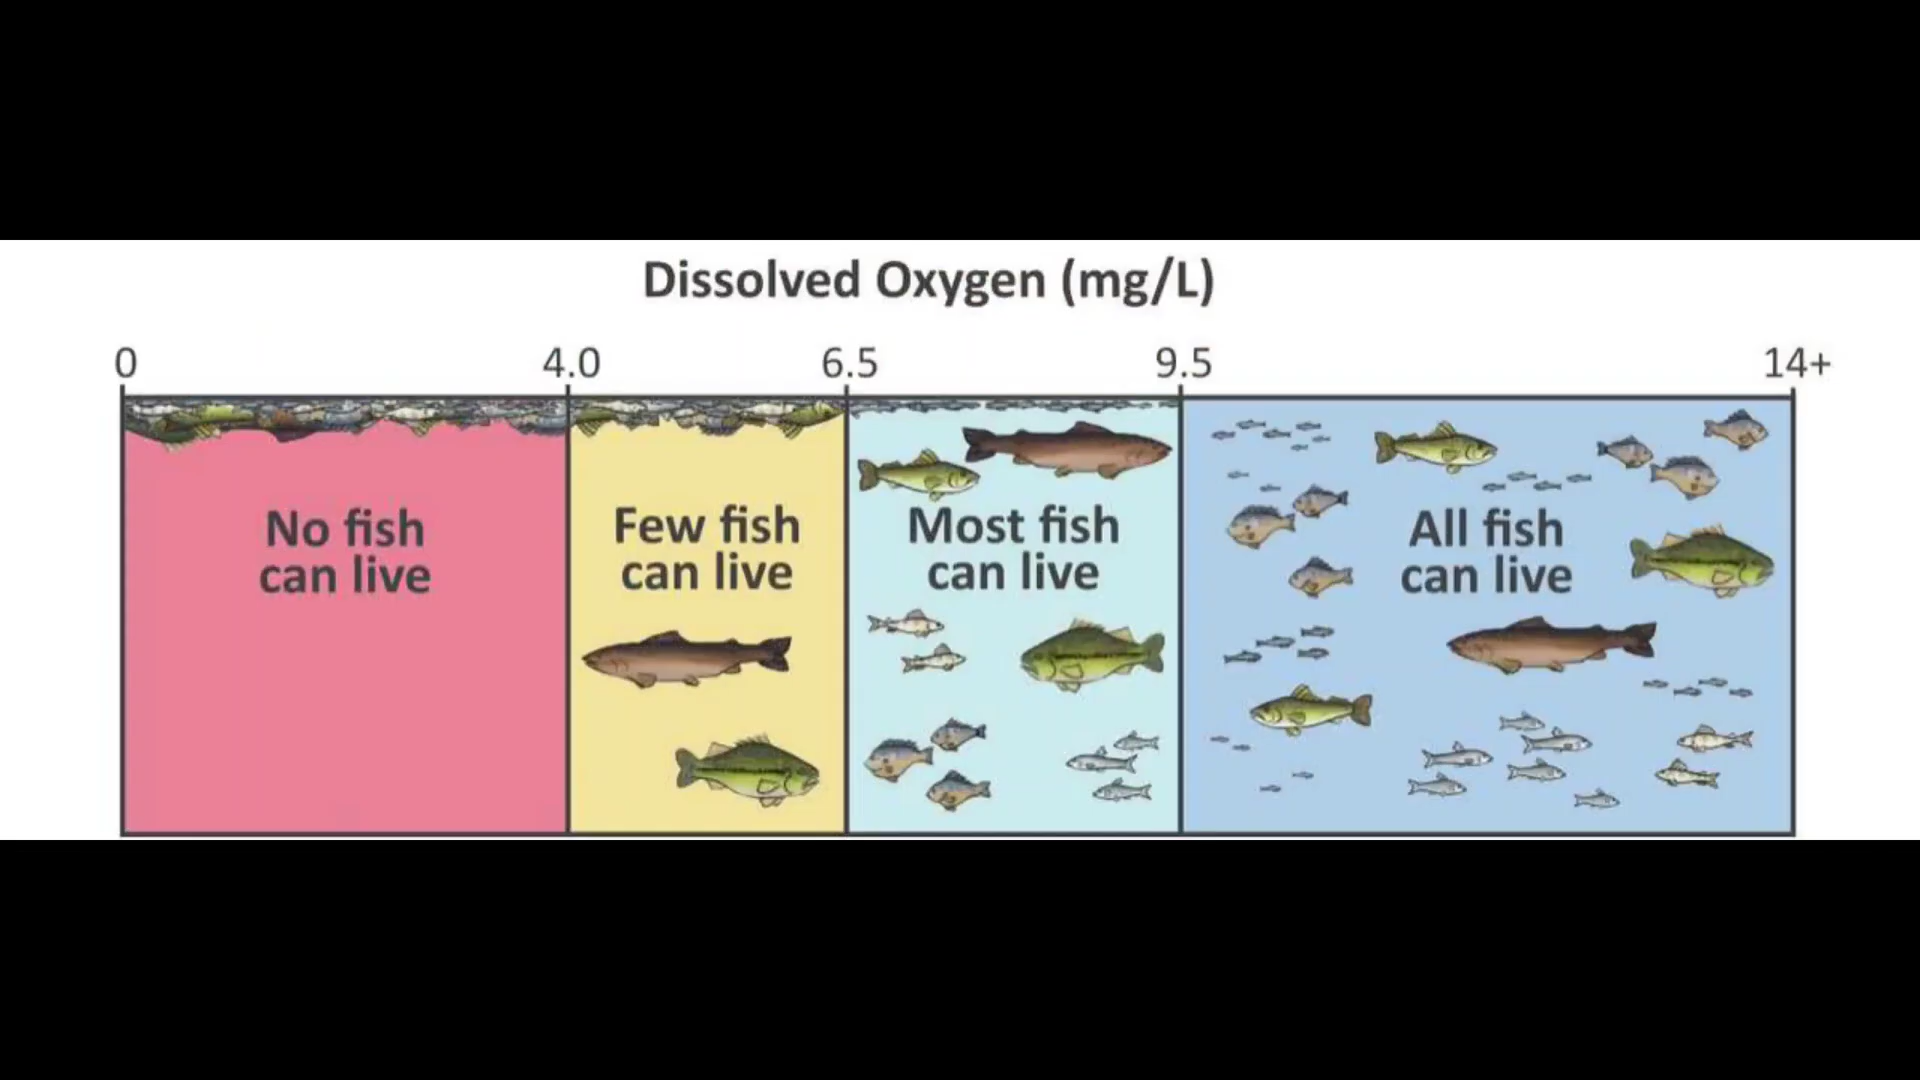 Dissolved Oxygen (mg/L)
0 4.0 6.5 9.5 14+
No fish
can live
Few fish
can live
Most fish
can live
All fish
can live